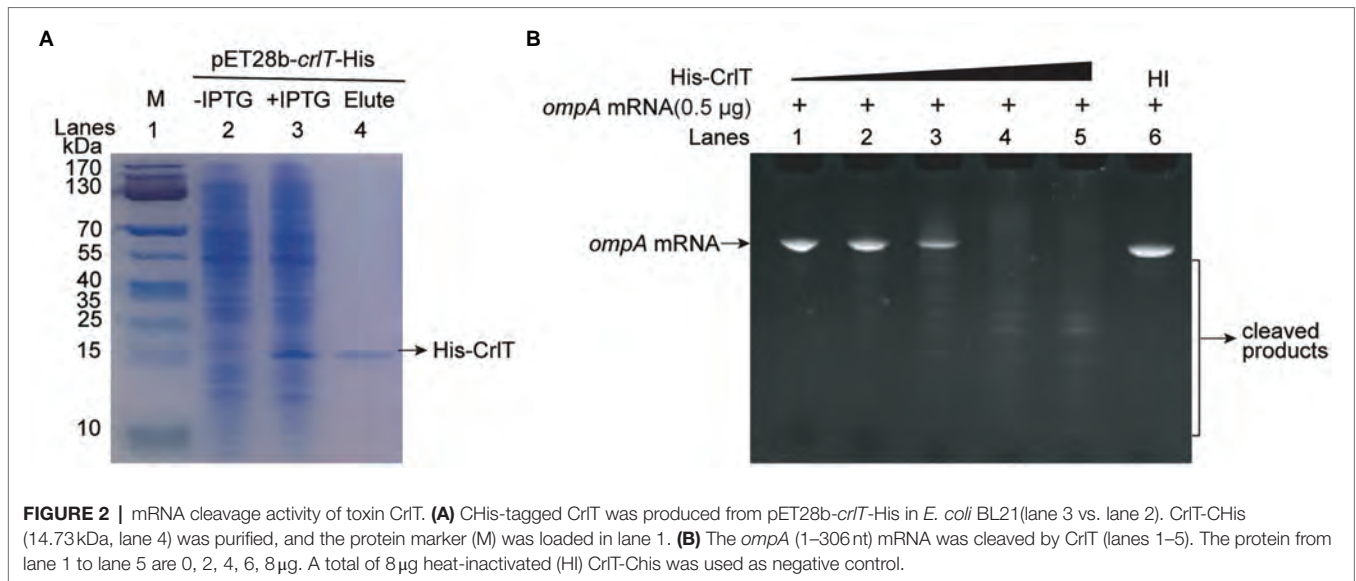 A
pET28b-crlT-His
M -IPTG +IPTG Elute
Lanes 1 2 3 4
kDa
170
130
70
55
40
35
25
15
10
His-CrlT
B
His-CrlT HI
ompA mRNA(0.5 µg) + + + + + +
Lanes 1 2 3 4 5 6
ompA mRNA
cleaved
products
FIGURE 2 | mRNA cleavage activity of toxin CrlT. (A) CHis-tagged CrlT was produced from pET28b-crlT-His in E. coli BL21(lane 3 vs. lane 2). CrlT-CHis
(14.73 kDa, lane 4) was purified, and the protein marker (M) was loaded in lane 1. (B) The ompA (1–306 nt) mRNA was cleaved by CrlT (lanes 1–5). The protein from
lane 1 to lane 5 are 0, 2, 4, 6, 8 µg. A total of 8 µg heat-inactivated (HI) CrlT-Chis was used as negative control.